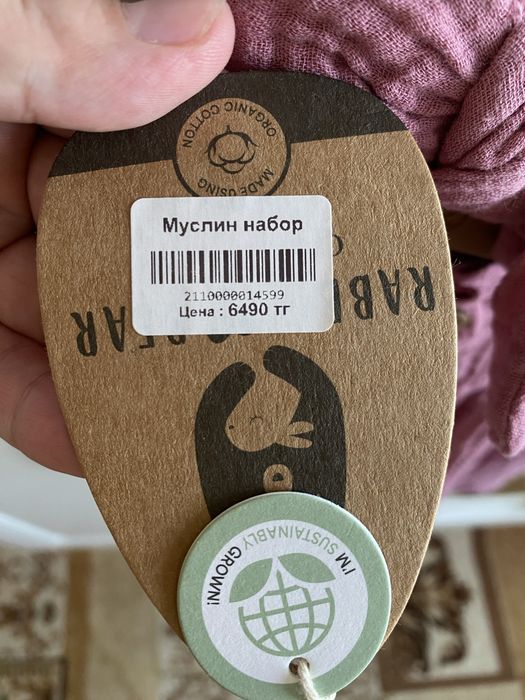 MADE USING
ORGANIC COTTON
Муслин набор
2110000014599
Цена : 6490 тг
I'M SUSTAINABLY GROWN!